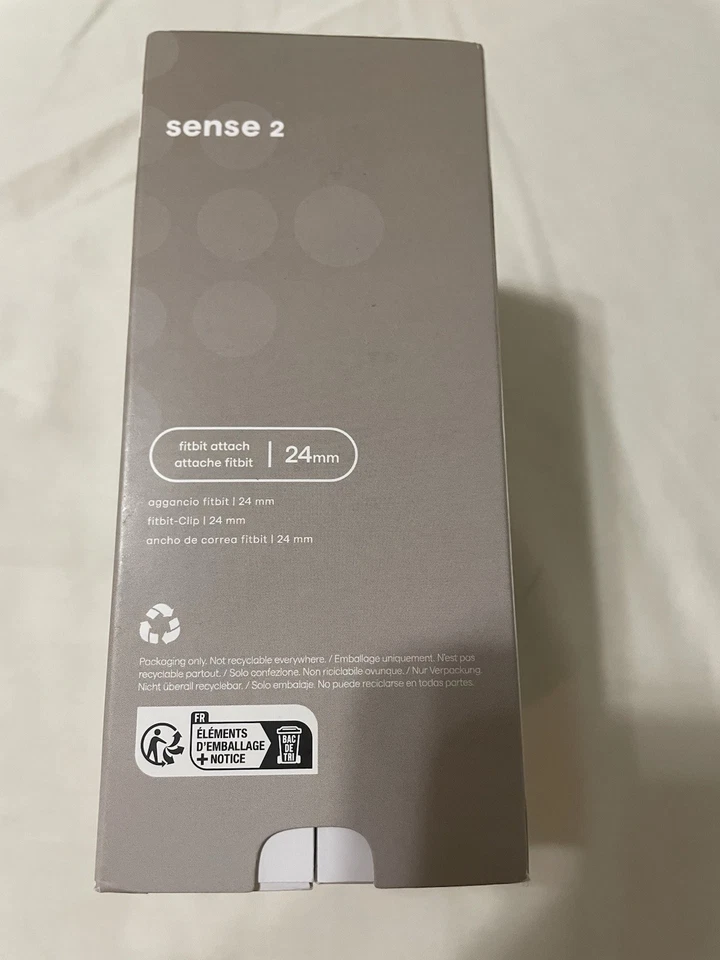 sense 2
fitbit attach
attache fitbit | 24mm
aggancio fitbit | 24 mm
fitbit-Clip | 24 mm
ancho de correa fitbit | 24 mm
Packaging only. Not recyclable everywhere. / Emballage uniquement. N'est pas
recyclable partout. / Solo confezione. Non riciclabile ovunque. / Nur Verpackung.
Nicht überall recyclebar. / Solo embalaje. No puede reciclarse en todas partes.
FR
ÉLÉMENTS
D'EMBALLAGE
+ NOTICE
BAC
DE
TRI